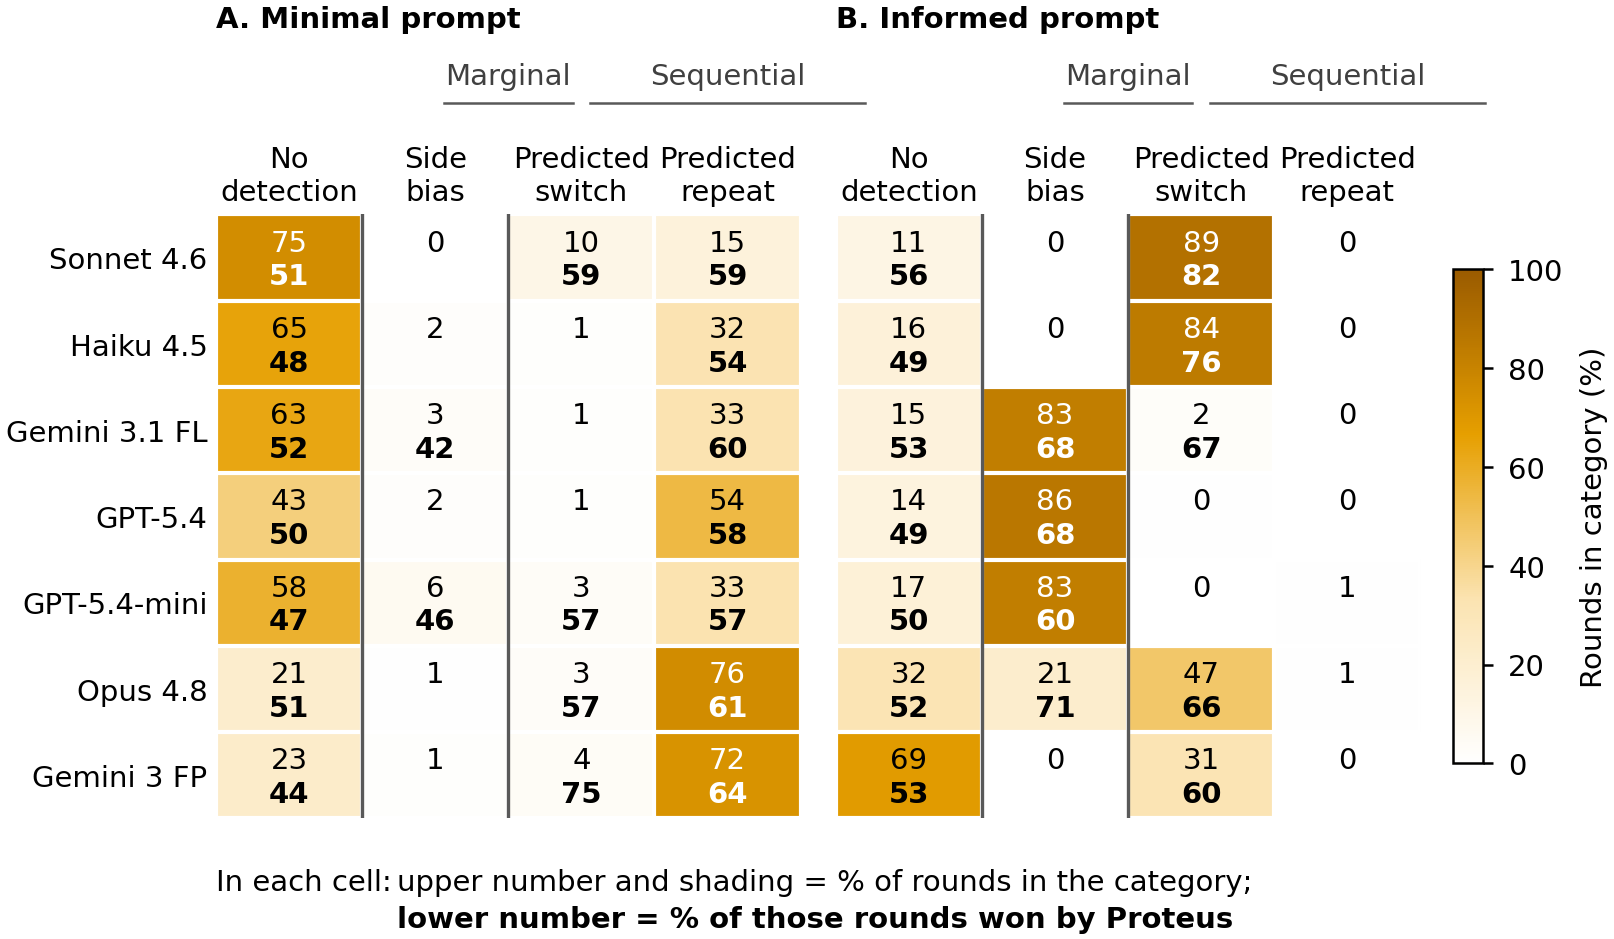 A. Minimal prompt
B. Informed prompt
Marginal
Sequential
Marginal
Sequential
No detection
Side bias
Predicted switch
Predicted repeat
No detection
Side bias
Predicted switch
Predicted repeat
Sonnet 4.6
75 0 10 15 11 0 89 0
51 59 59 56 82
Haiku 4.5
65 2 1 32 16 0 84 0
48 54 49 76
Gemini 3.1 FL
63 3 1 33 15 83 2 0
52 42 60 53 68 67
GPT-5.4
43 2 1 54 14 86 0 0
50 58 49 68
GPT-5.4-mini
58 6 3 33 17 83 0 1
47 46 57 57 50 60
Opus 4.8
21 1 3 76 32 21 47 1
51 57 61 52 71 66
Gemini 3 FP
23 1 4 72 69 0 31 0
44 75 64 53 60
100
80
60
40
20
0
Rounds in category (%)
In each cell: upper number and shading = % of rounds in the category;
lower number = % of those rounds won by Proteus